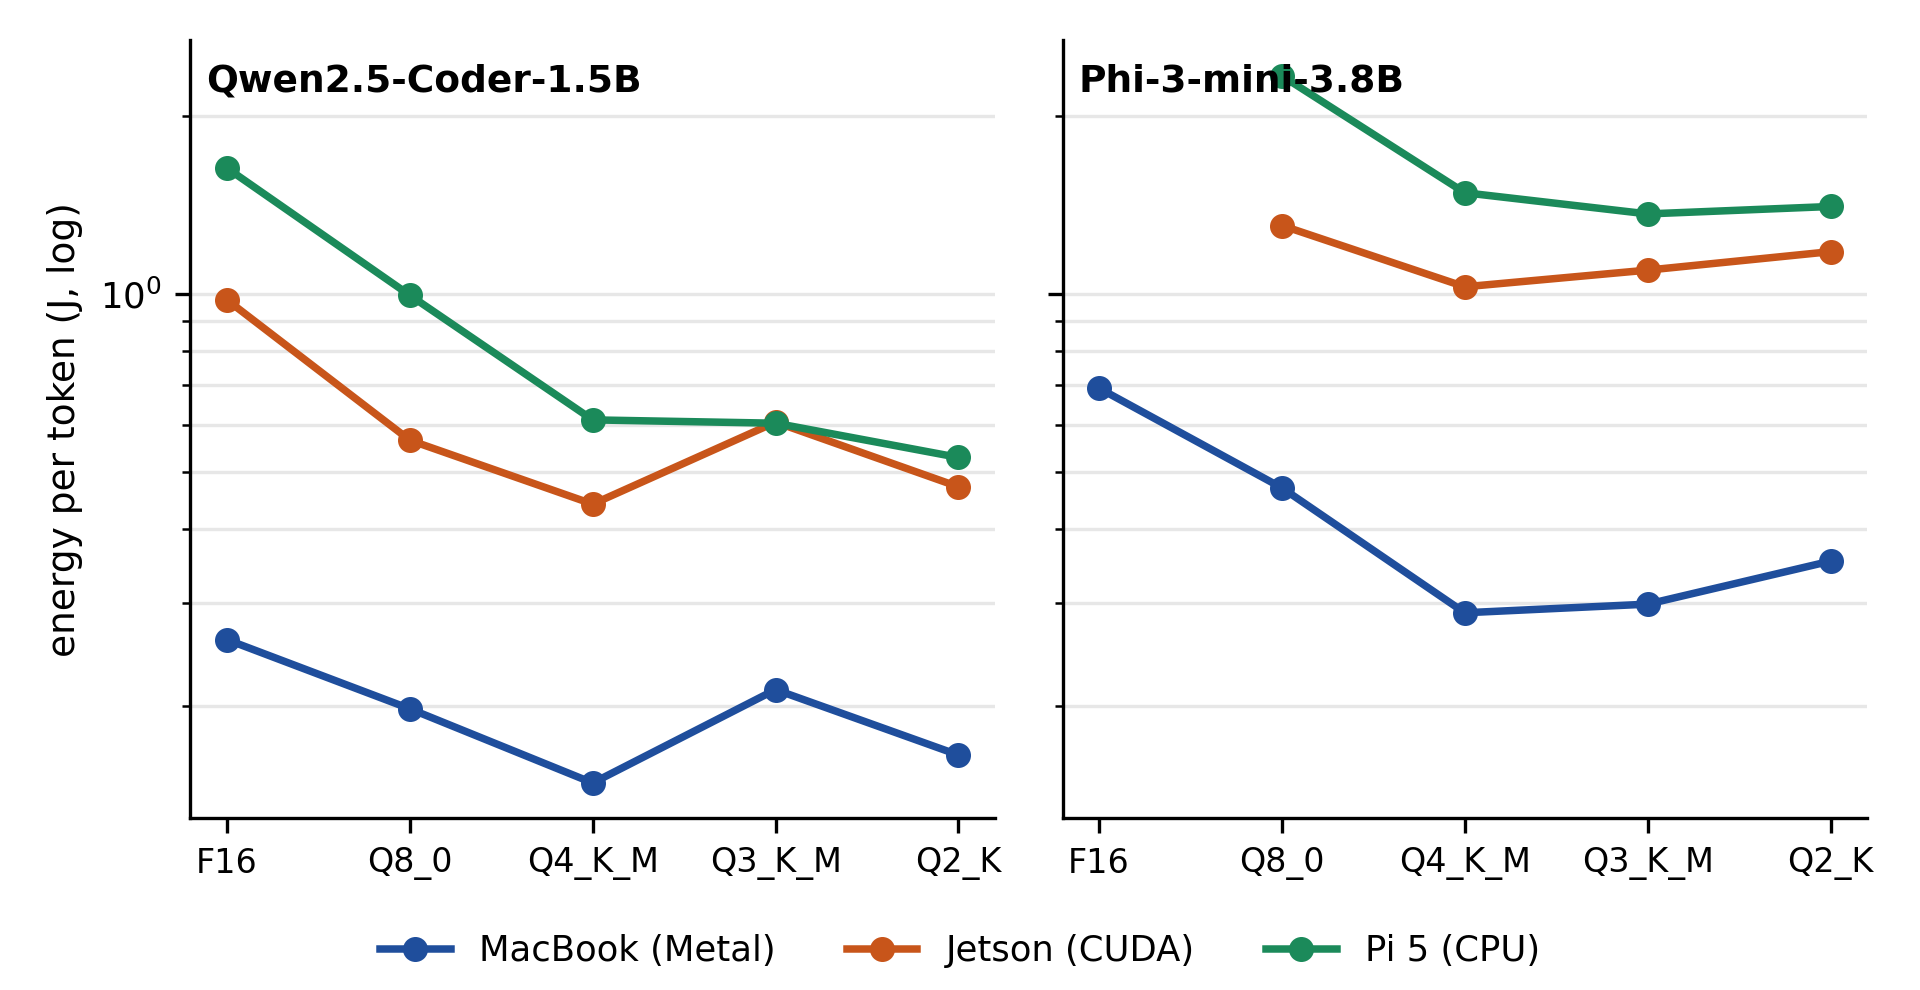 Qwen2.5-Coder-1.5B
Phi-3-mini-3.8B
energy per token (J, log)
10⁰
F16 Q8_0 Q4_K_M Q3_K_M Q2_K
F16 Q8_0 Q4_K_M Q3_K_M Q2_K
MacBook (Metal) Jetson (CUDA) Pi 5 (CPU)